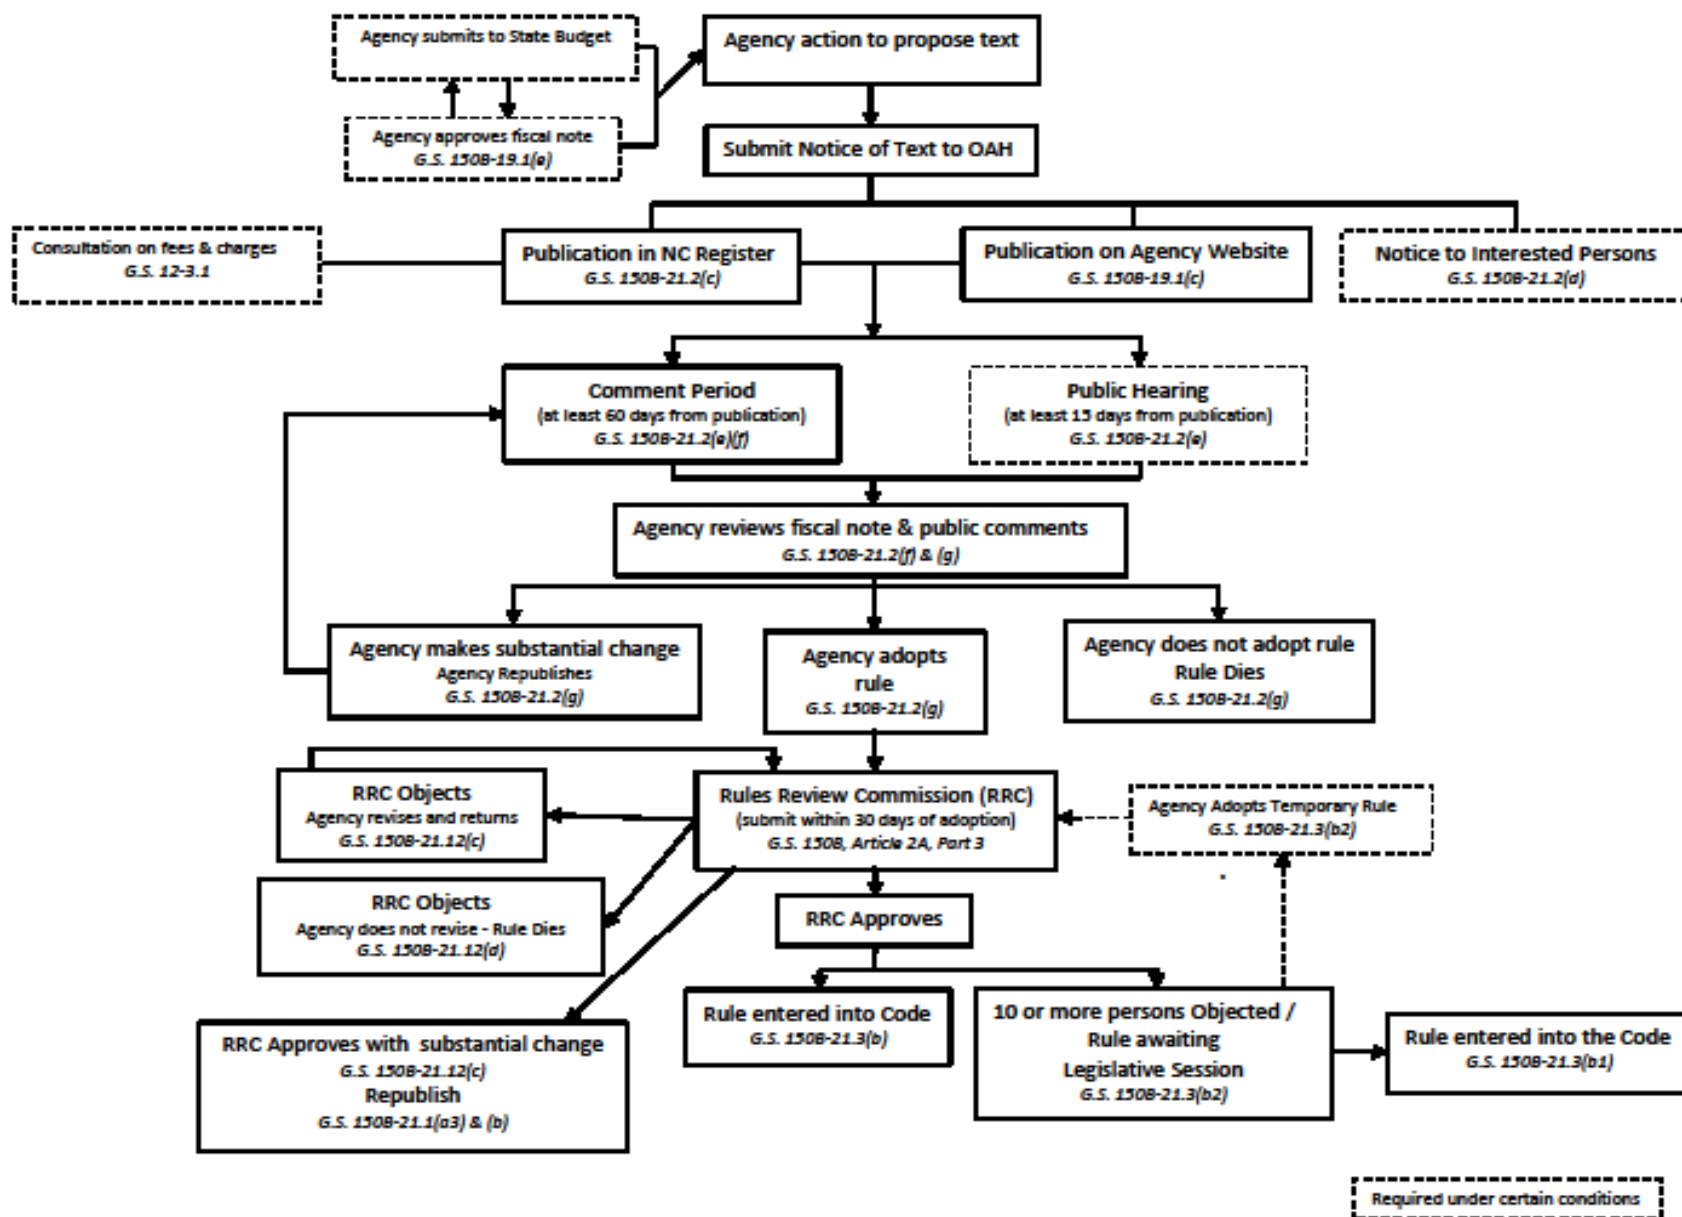 Agency submits to State Budget
Agency action to propose text
Agency approves fiscal note
G.S. 150B-19.1(e)
Submit Notice of Text to OAH
Consultation on fees & charges
G.S. 12-3.1
Publication in NC Register
G.S. 150B-21.2(c)
Publication on Agency Website
G.S. 150B-19.1(c)
Notice to Interested Persons
G.S. 150B-21.2(d)
Comment Period
(at least 60 days from publication)
G.S. 150B-21.2(e)(f)
Public Hearing
(at least 15 days from publication)
G.S. 150B-21.2(e)
Agency reviews fiscal note & public comments
G.S. 150B-21.2(f) & (g)
Agency makes substantial change
Agency Republishes
G.S. 150B-21.2(g)
Agency adopts
rule
G.S. 150B-21.2(g)
Agency does not adopt rule
Rule Dies
G.S. 150B-21.2(g)
RRC Objects
Agency revises and returns
G.S. 150B-21.12(c)
Rules Review Commission (RRC)
(submit within 30 days of adoption)
G.S. 150B, Article 2A, Part 3
Agency Adopts Temporary Rule
G.S. 150B-21.3(b2)
RRC Objects
Agency does not revise - Rule Dies
G.S. 150B-21.12(d)
RRC Approves
RRC Approves with substantial change
G.S. 150B-21.12(c)
Republish
G.S. 150B-21.1(a3) & (b)
Rule entered into Code
G.S. 150B-21.3(b)
10 or more persons Objected /
Rule awaiting
Legislative Session
G.S. 150B-21.3(b2)
Rule entered into the Code
G.S. 150B-21.3(b1)
Required under certain conditions